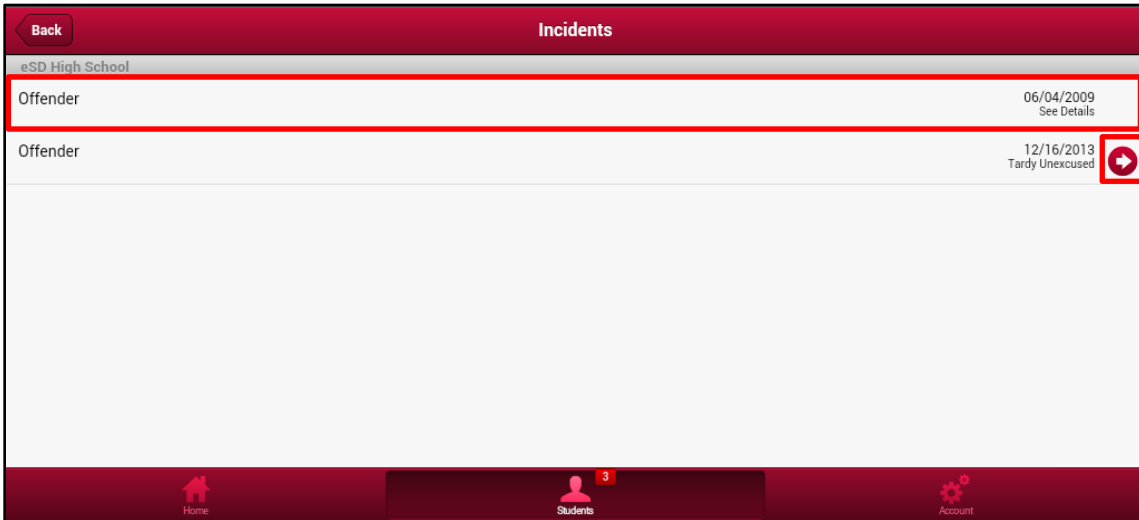 Back
Incidents
eSD High School
Offender
06/04/2009
See Details
Offender
12/16/2013
Tardy Unexcused
3
Home
Students
Account